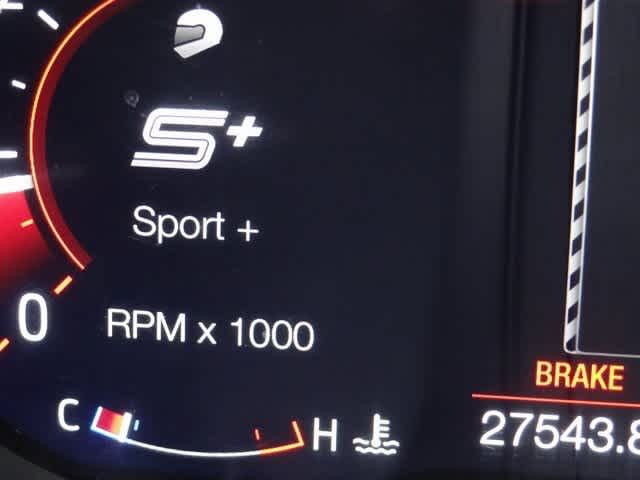 S+
Sport +
0
RPM x 1000
BRAKE
C H
27543.8